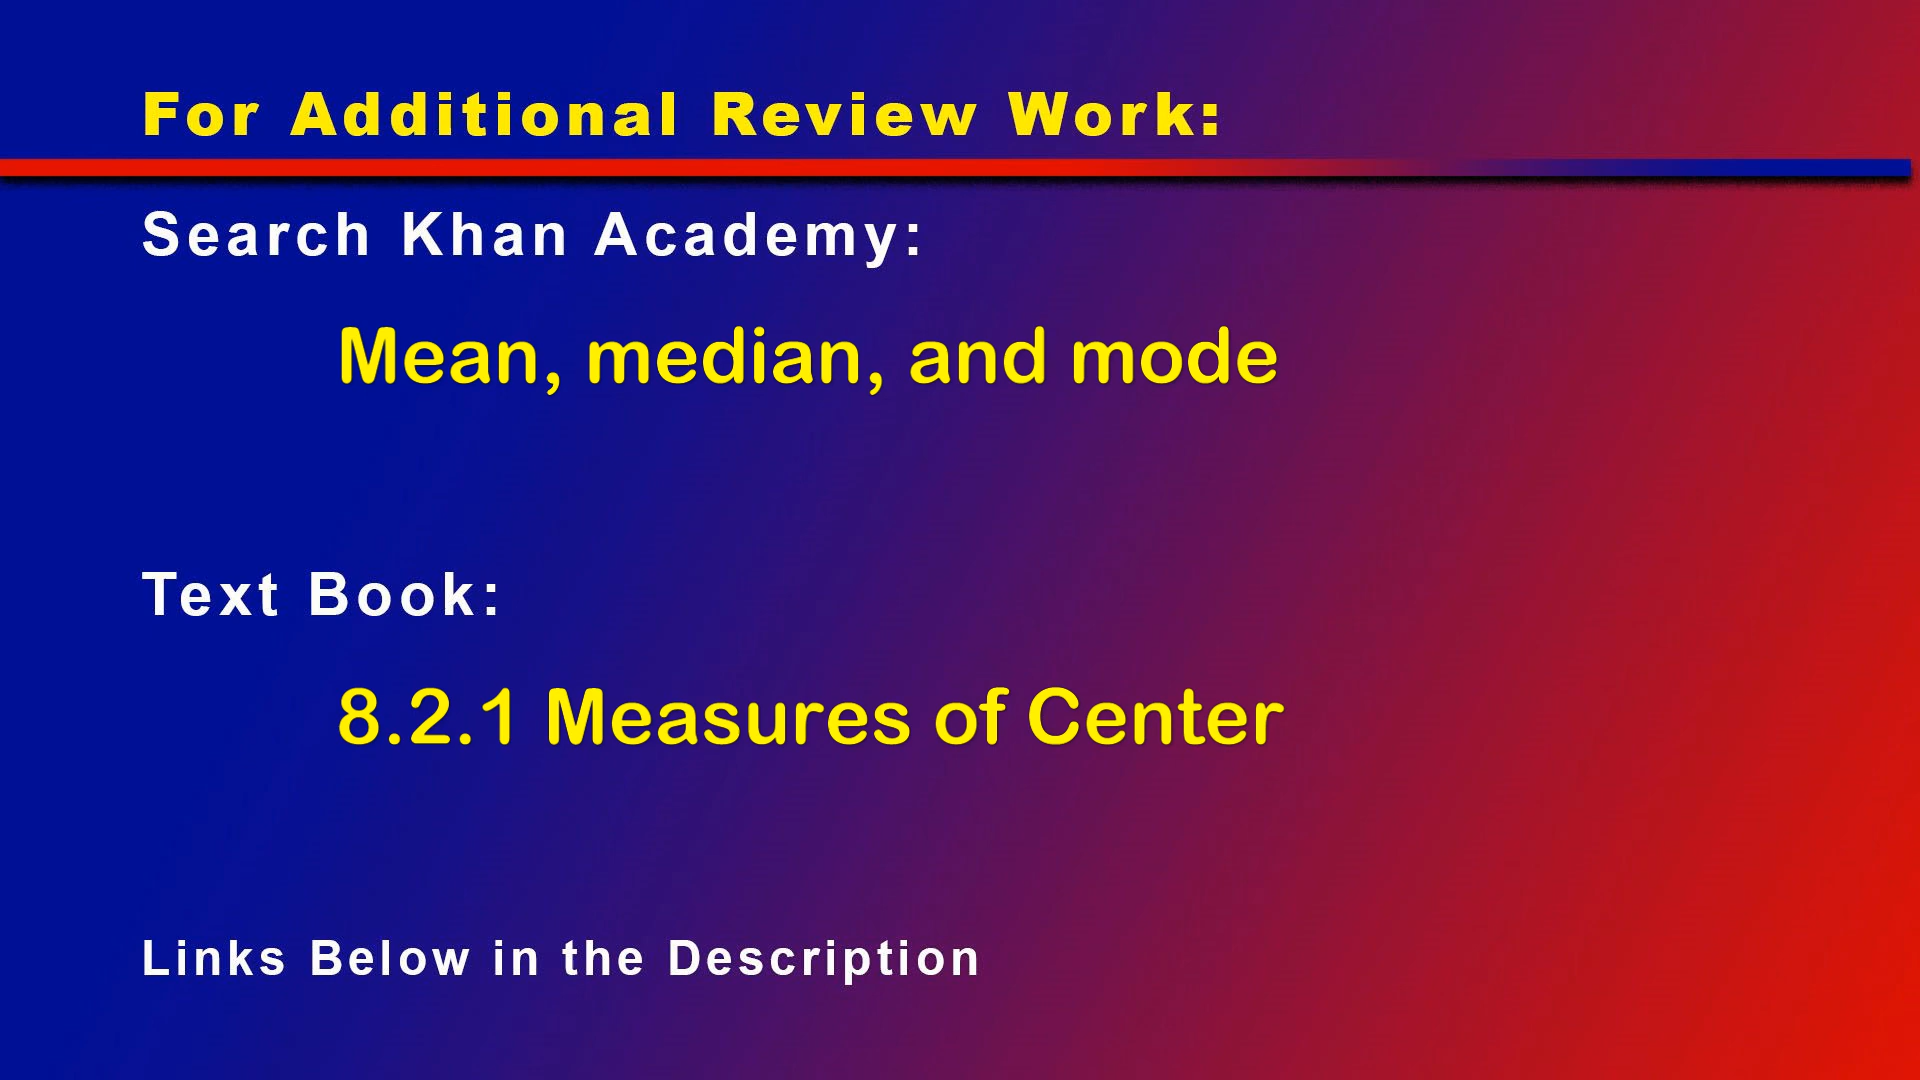 For Additional Review Work:
Search Khan Academy:
Mean, median, and mode
Text Book:
8.2.1 Measures of Center
Links Below in the Description